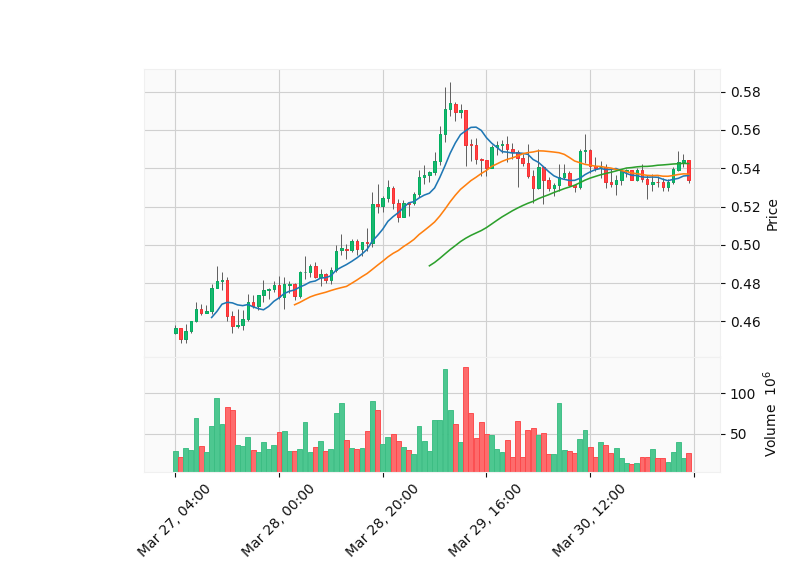 0.58
0.56
0.54
0.52
0.50
0.48
0.46
Price
100
50
Volume 10^6
Mar 27, 04:00
Mar 28, 00:00
Mar 28, 20:00
Mar 29, 16:00
Mar 30, 12:00